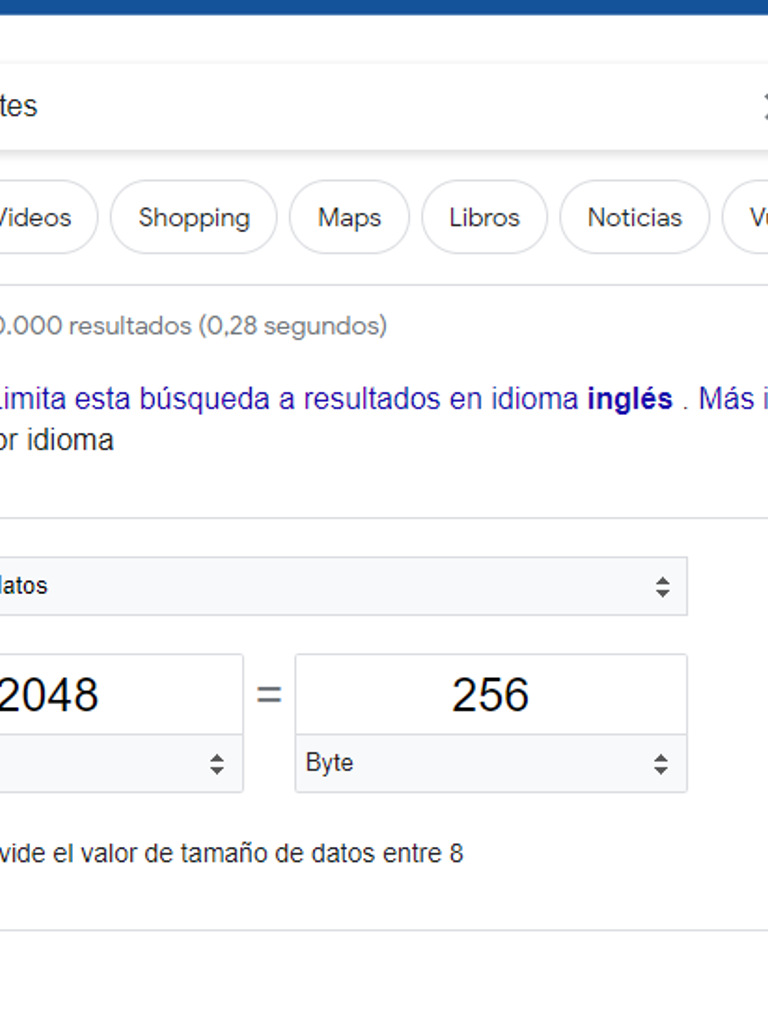 tes
Videos Shopping Maps Libros Noticias
0.000 resultados (0,28 segundos)
Limita esta búsqueda a resultados en idioma inglés . Más
or idioma
datos
2048 = 256
Byte
vide el valor de tamaño de datos entre 8